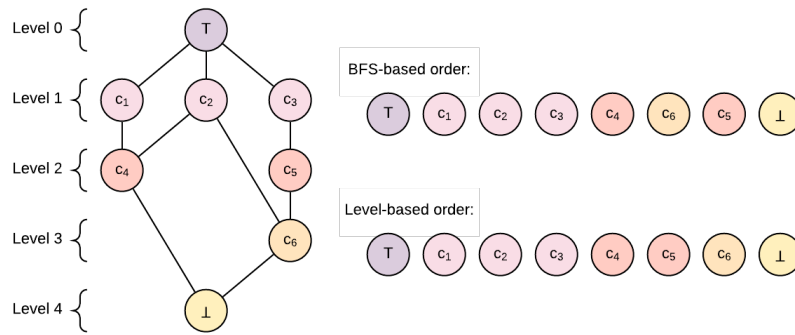 Level 0
T
BFS-based order:
Level 1
c₁
c₂
c₃
T
c₁
c₂
c₃
c₄
c₆
c₅
⊥
Level 2
c₄
c₅
Level-based order:
Level 3
c₆
T
c₁
c₂
c₃
c₄
c₅
c₆
⊥
Level 4
⊥